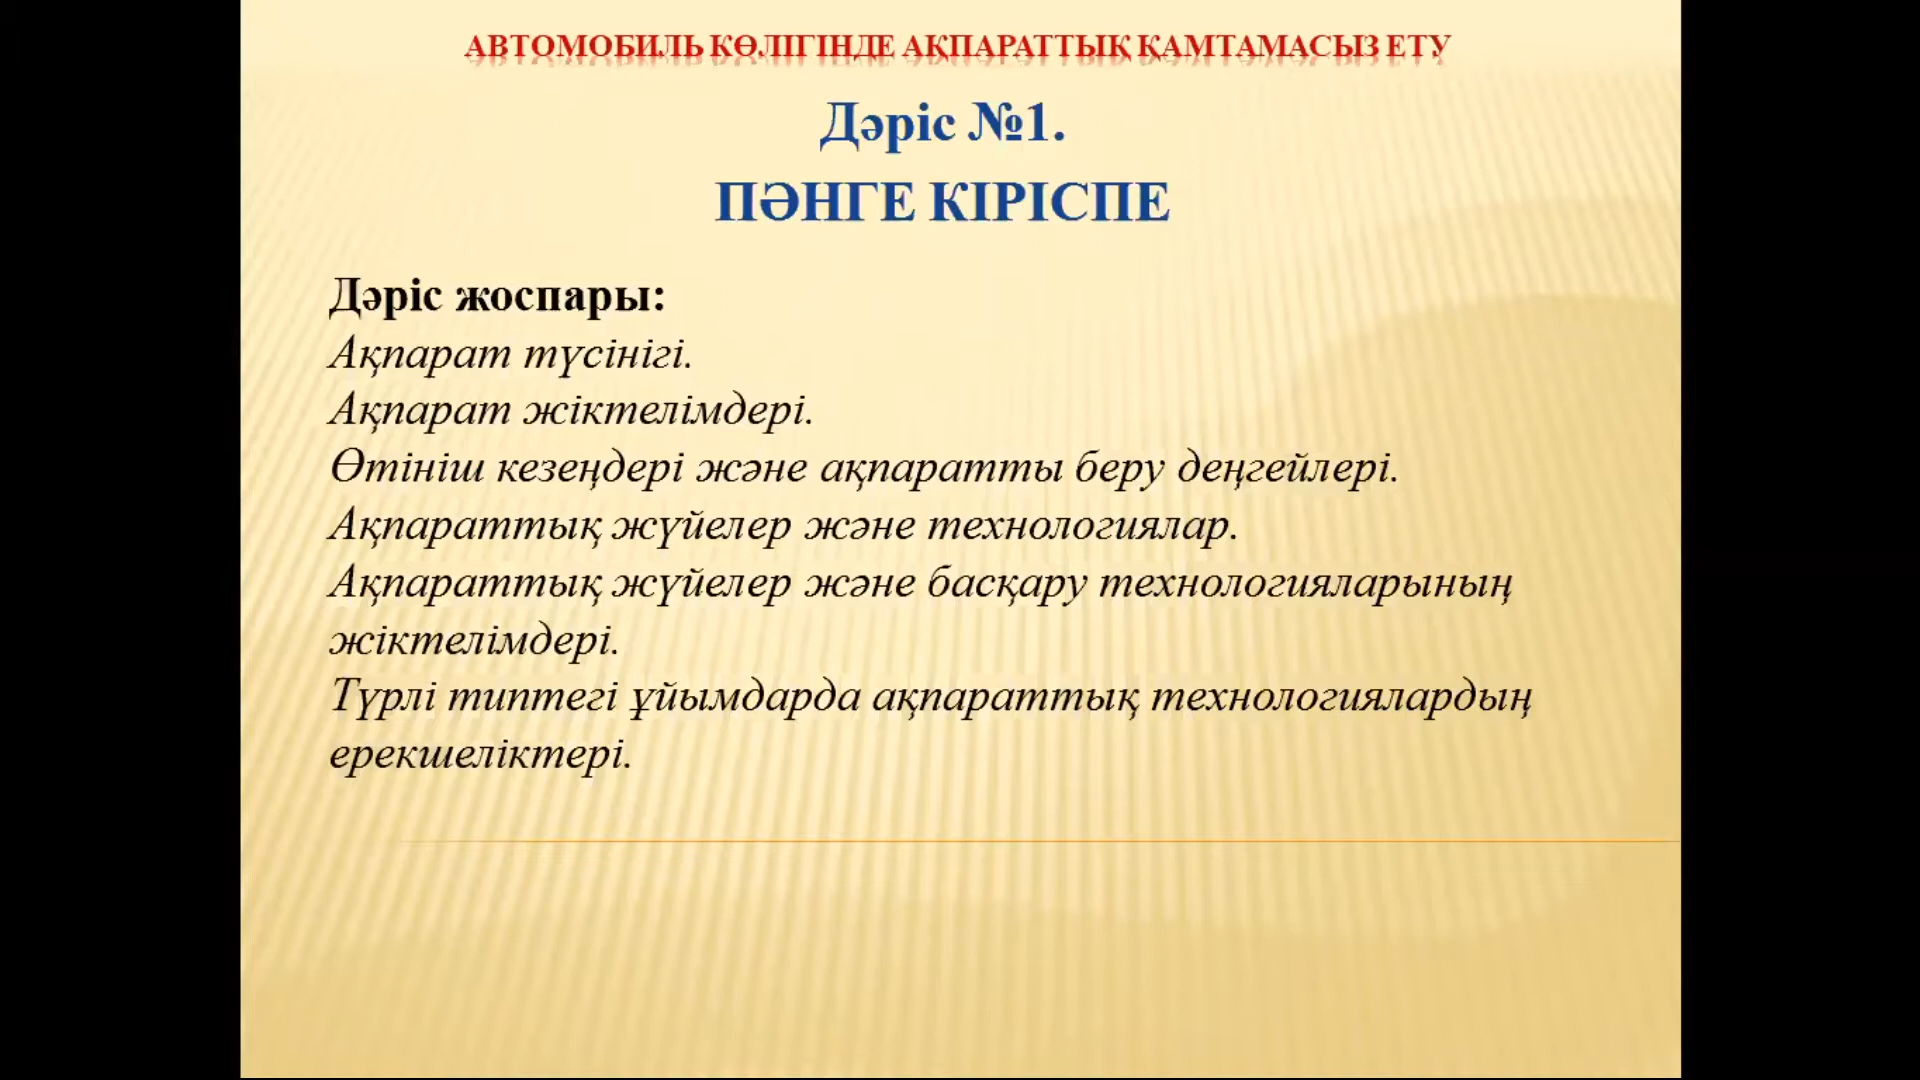 АВТОМОБИЛЬ КӨЛІГІНДЕ АҚПАРАТТЫҚ ҚАМТАМАСЫЗ ЕТУ
Дәріс №1.
ПӘНГЕ КІРІСПЕ
Дәріс жоспары:
Ақпарат түсінігі.
Ақпарат жіктелімдері.
Өтініш кезеңдері және ақпаратты беру деңгейлері.
Ақпараттық жүйелер және технологиялар.
Ақпараттық жүйелер және басқару технологияларының
жіктелімдері.
Түрлі типтегі ұйымдарда ақпараттық технологиялардың
ерекшеліктері.